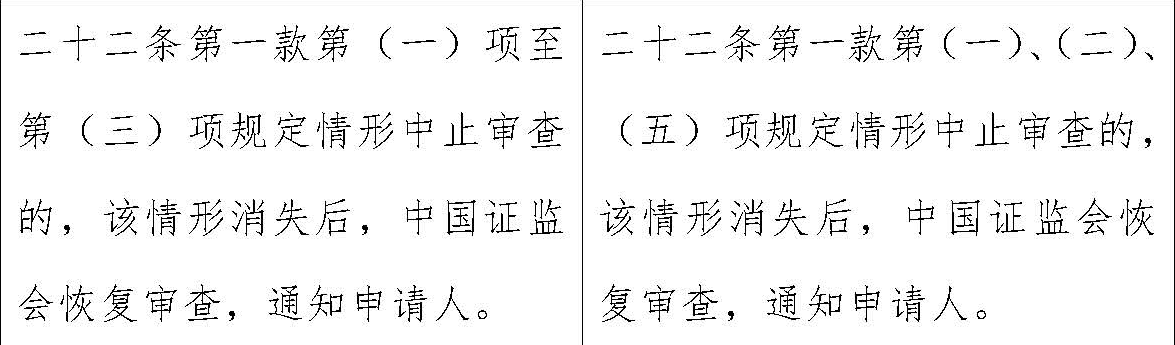 二十二条第一款第（一）项至
第（三）项规定情形中止审查
的，该情形消失后，中国证监
会恢复审查，通知申请人。
二十二条第一款第（一）、（二）、
（五）项规定情形中止审查的，
该情形消失后，中国证监会恢
复审查，通知申请人。